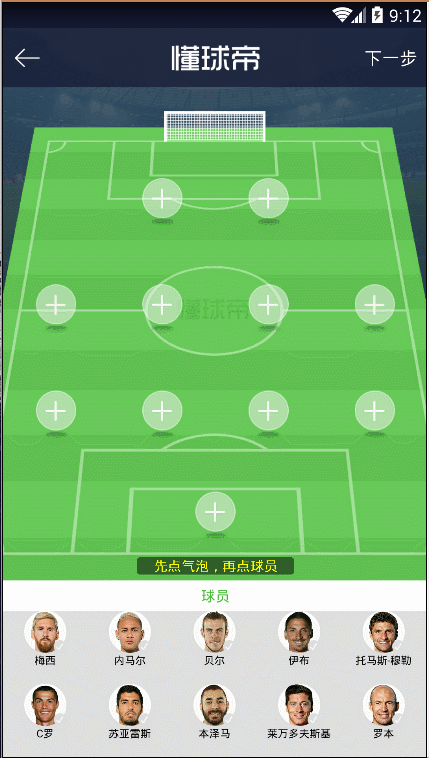 9:12
懂球帝
下一步
懂球帝
先点气泡，再点球员
球员
梅西 内马尔 贝尔 伊布 托马斯·穆勒
C罗 苏亚雷斯 本泽马 莱万多夫斯基 罗本